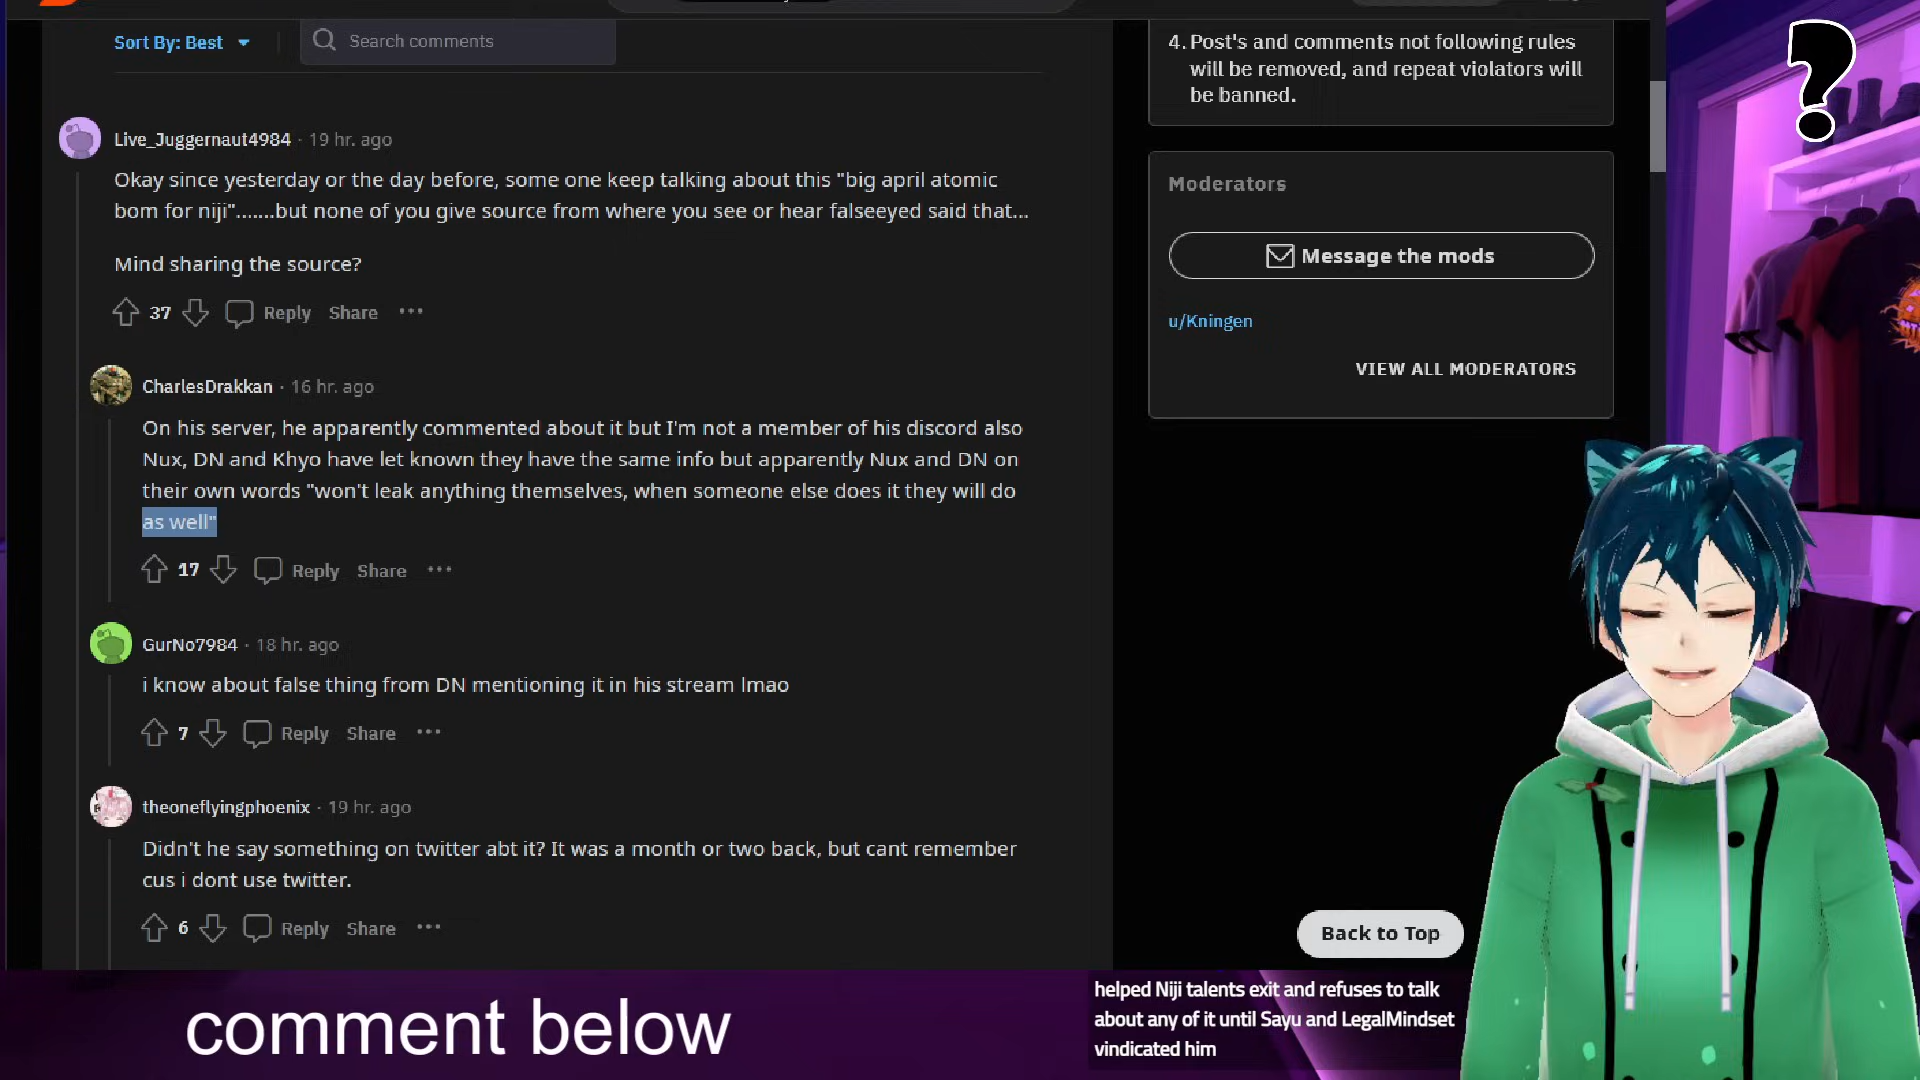 Sort By: Best
Search comments
Live_Juggernaut4984 · 19 hr. ago
Okay since yesterday or the day before, some one keep talking about this "big april atomic
bom for niji".......but none of you give source from where you see or hear falseeyed said that...
Mind sharing the source?
37 Reply Share ···
CharlesDrakkan · 16 hr. ago
On his server, he apparently commented about it but I'm not a member of his discord also
Nux, DN and Khyo have let known they have the same info but apparently Nux and DN on
their own words "won't leak anything themselves, when someone else does it they will do
as well"
17 Reply Share ···
GurNo7984 · 18 hr. ago
i know about false thing from DN mentioning it in his stream lmao
7 Reply Share ···
theoneflyingphoenix · 19 hr. ago
Didn't he say something on twitter abt it? It was a month or two back, but cant remember
cus i dont use twitter.
6 Reply Share ···
4. Post's and comments not following rules
will be removed, and repeat violators will
be banned.
Moderators
Message the mods
u/Kningen
VIEW ALL MODERATORS
?
Back to Top
comment below
helped Niji talents exit and refuses to talk
about any of it until Sayu and LegalMindset
vindicated him